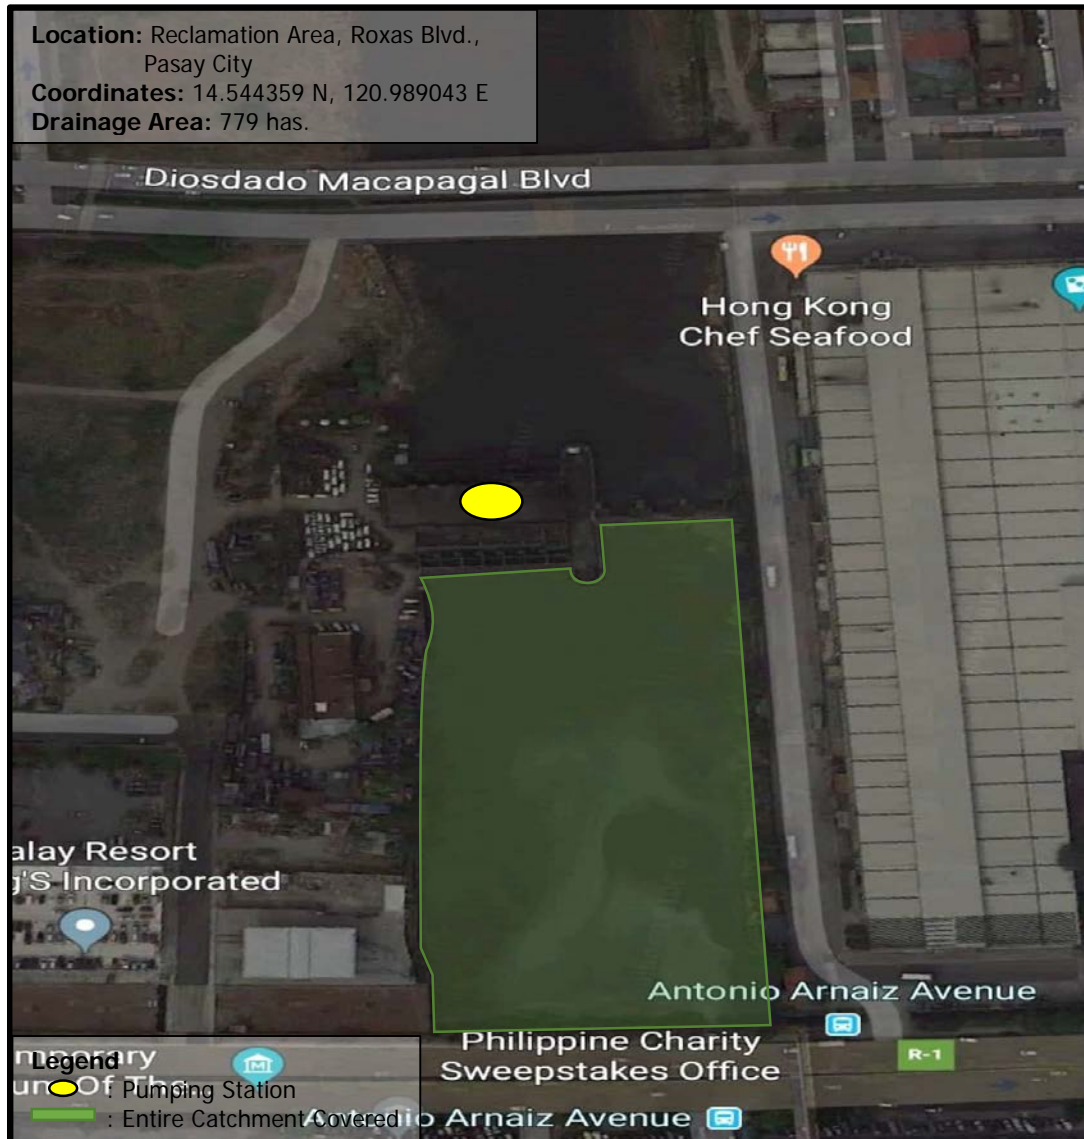 Location: Reclamation Area, Roxas Blvd.,
Pasay City
Coordinates: 14.544359 N, 120.989043 E
Drainage Area: 779 has.
Diosdado Macapagal Blvd
Hong Kong
Chef Seafood
alay Resort
g'S Incorporated
Antonio Arnaiz Avenue
Philippine Charity
Sweepstakes Office
R-1
Legend
: Pumping Station
: Entire Catchment Covered
Antonio Arnaiz Avenue